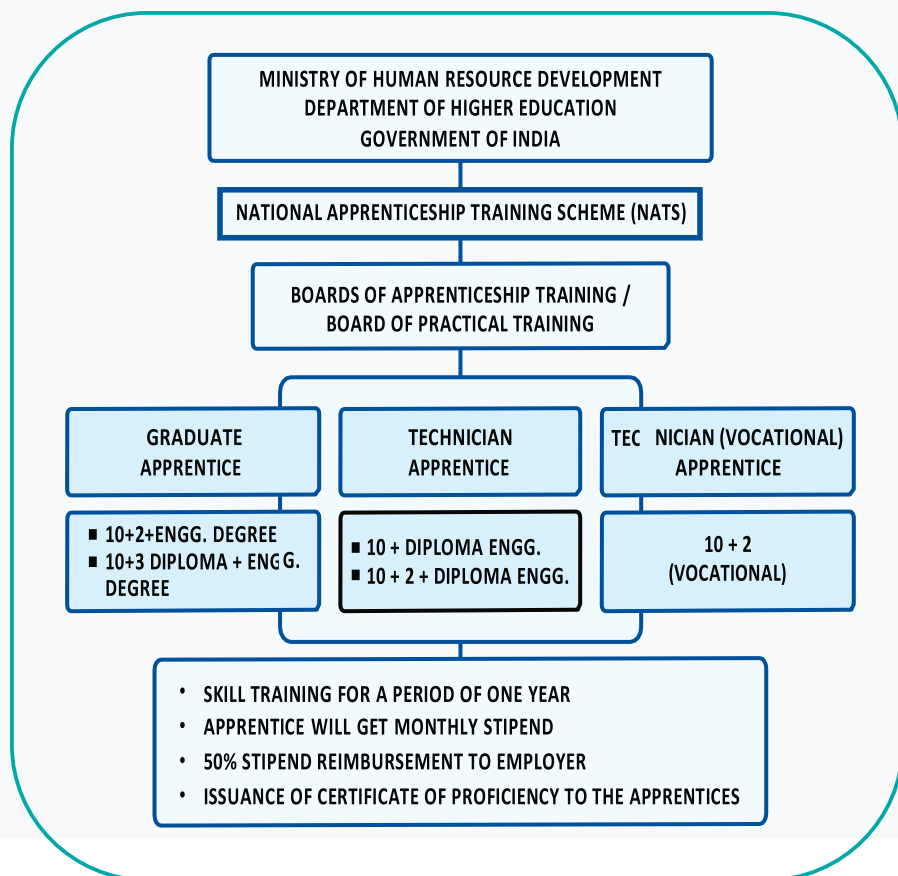 MINISTRY OF HUMAN RESOURCE DEVELOPMENT
DEPARTMENT OF HIGHER EDUCATION
GOVERNMENT OF INDIA
NATIONAL APPRENTICESHIP TRAINING SCHEME (NATS)
BOARDS OF APPRENTICESHIP TRAINING /
BOARD OF PRACTICAL TRAINING
GRADUATE
APPRENTICE
■ 10+2+ENGG. DEGREE
■ 10+3 DIPLOMA + ENGG.
DEGREE
TECHNICIAN
APPRENTICE
■ 10 + DIPLOMA ENGG.
■ 10 + 2 + DIPLOMA ENGG.
TEC NICIAN (VOCATIONAL)
APPRENTICE
10 + 2
(VOCATIONAL)
• SKILL TRAINING FOR A PERIOD OF ONE YEAR
• APPRENTICE WILL GET MONTHLY STIPEND
• 50% STIPEND REIMBURSEMENT TO EMPLOYER
• ISSUANCE OF CERTIFICATE OF PROFICIENCY TO THE APPRENTICES